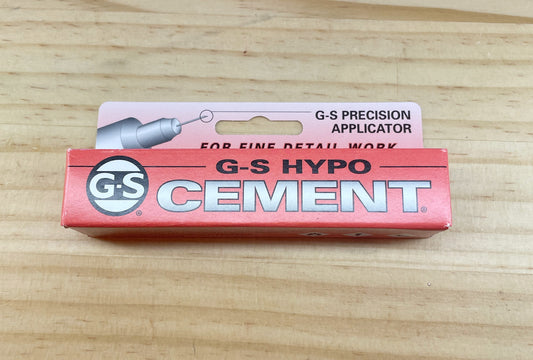 G-S PRECISION
APPLICATOR
FOR FINE DETAIL WORK
G-S HYPO
G-S
CEMENT
®
®